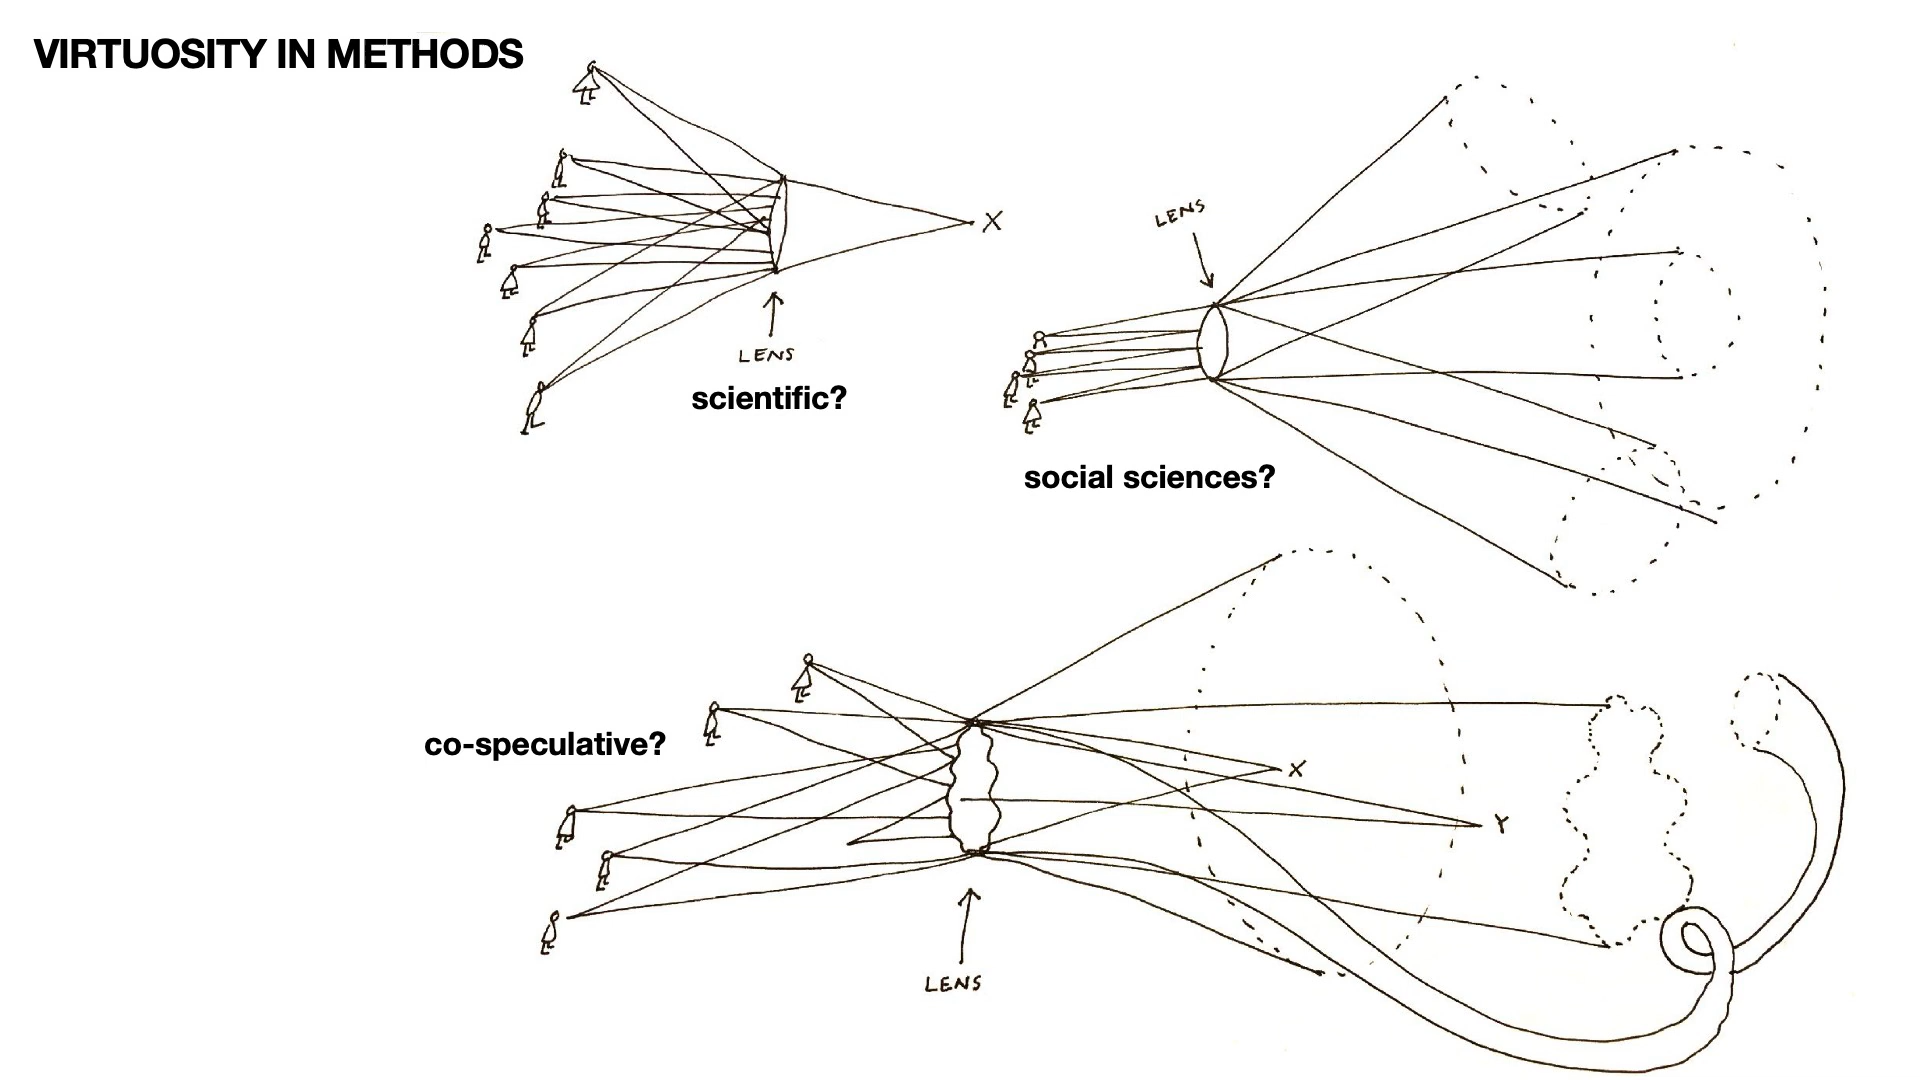 VIRTUOSITY IN METHODS
X
LENS
scientific?
LENS
social sciences?
co-speculative?
X
Y
LENS